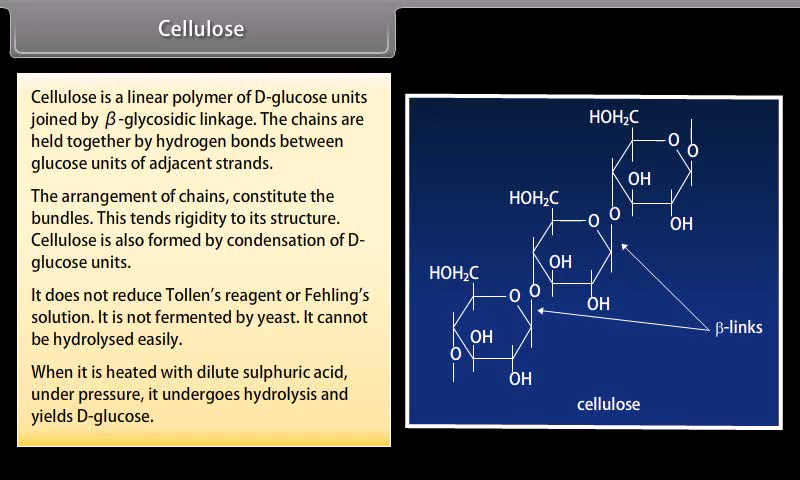 Cellulose
Cellulose is a linear polymer of D-glucose units
joined by β-glycosidic linkage. The chains are
held together by hydrogen bonds between
glucose units of adjacent strands.
The arrangement of chains, constitute the
bundles. This tends rigidity to its structure.
Cellulose is also formed by condensation of D-
glucose units.
It does not reduce Tollen's reagent or Fehling's
solution. It is not fermented by yeast. It cannot
be hydrolysed easily.
When it is heated with dilute sulphuric acid,
under pressure, it undergoes hydrolysis and
yields D-glucose.
HOH₂C
O
O
OH
OH
HOH₂C
O
O
OH
OH
HOH₂C
O
O
OH
O
OH
β-links
cellulose